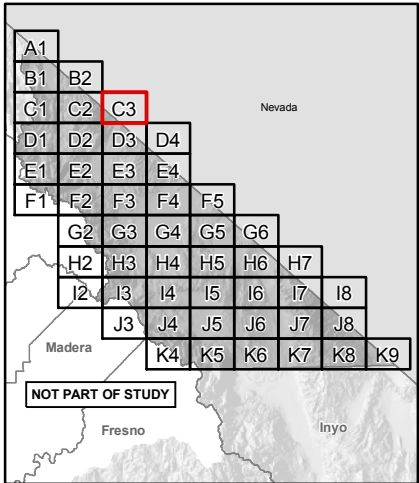 A1
B1 B2
C1 C2 C3 Nevada
D1 D2 D3 D4
E1 E2 E3 E4
F1 F2 F3 F4 F5
G2 G3 G4 G5 G6
H2 H3 H4 H5 H6 H7
I2 I3 I4 I5 I6 I7 I8
J3 J4 J5 J6 J7 J8
Madera
K4 K5 K6 K7 K8 K9
NOT PART OF STUDY
Fresno Inyo